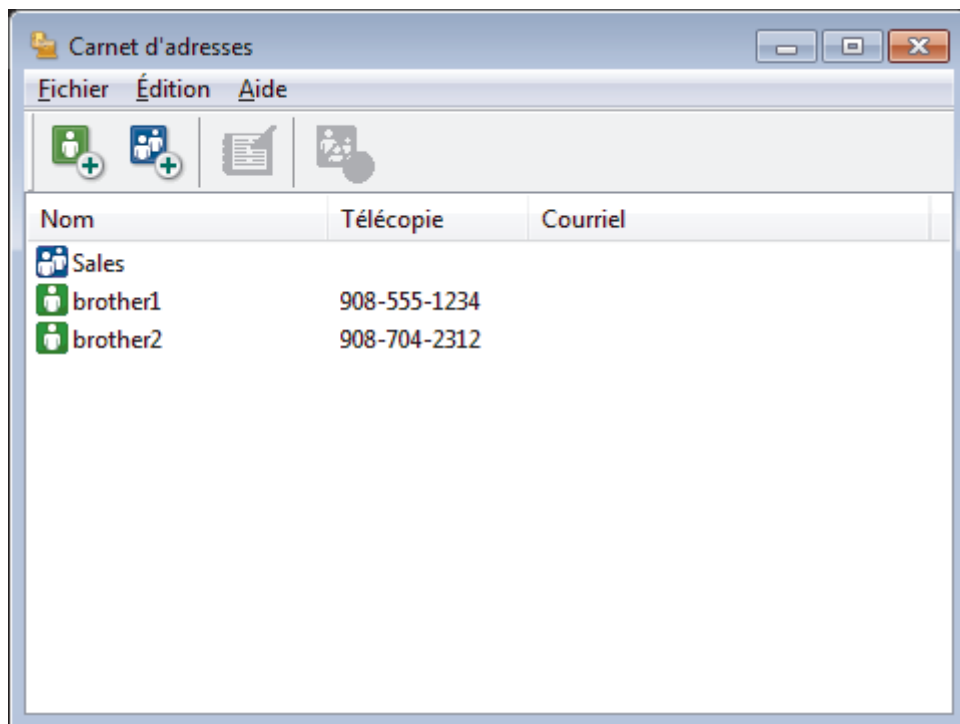 Carnet d'adresses
Fichier Édition Aide
Nom Télécopie Courriel
Sales
brother1 908-555-1234
brother2 908-704-2312